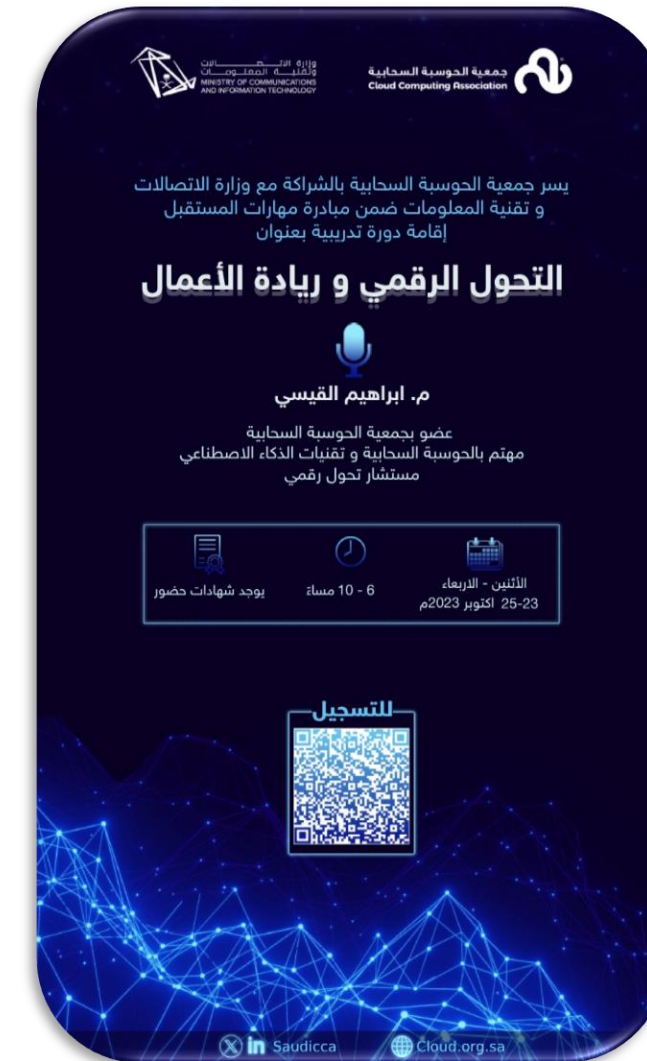 جمعية الحوسبة السحابية
Cloud Computing Association
وزارة الاتصالات
وتقنية المعلومات
MINISTRY OF COMMUNICATIONS
AND INFORMATION TECHNOLOGY
يسر جمعية الحوسبة السحابية بالشراكة مع وزارة الاتصالات
و تقنية المعلومات ضمن مبادرة مهارات المستقبل
إقامة دورة تدريبية بعنوان
التحول الرقمي و ريادة الأعمال
م. ابراهيم القيسي
عضو بجمعية الحوسبة السحابية
مهتم بالحوسبة السحابية و تقنيات الذكاء الاصطناعي
مستشار تحول رقمي
الأثنين - الاربعاء
23-25 اكتوبر 2023م
6 - 10 مساءً
يوجد شهادات حضور
للتسجيل
Saudicca
Cloud.org.sa